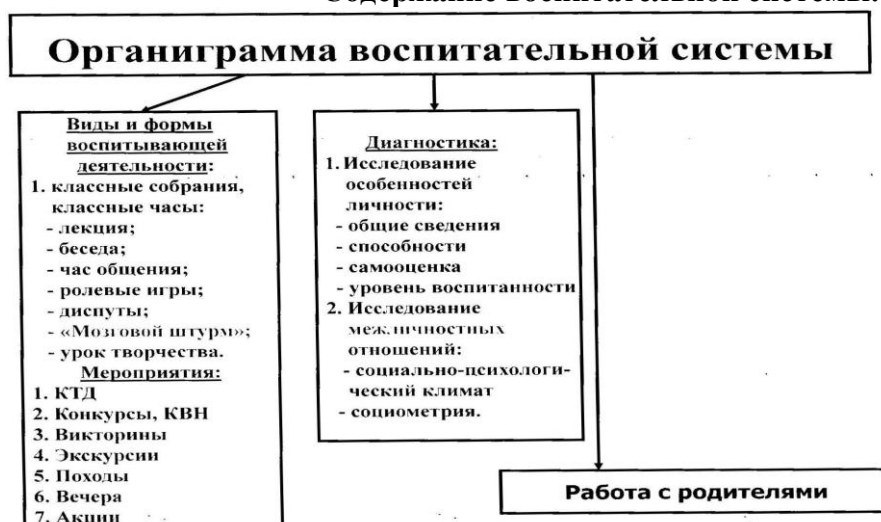 Содержание воспитательной системы.
Органиграмма воспитательной системы
Виды и формы
воспитывающей
деятельности:
1. классные собрания,
классные часы:
- лекция;
- беседа;
- час общения;
- ролевые игры;
- диспуты;
- «Мозговой штурм»;
- урок творчества.
Мероприятия:
1. КТД
2. Конкурсы, КВН
3. Викторины
4. Экскурсии
5. Походы
6. Вечера
7. Акции
Диагностика:
1. Исследование
особенностей
личности:
- общие сведения
- способности
- самооценка
- уровень воспитанности
2. Исследование
межличностных
отношений:
- социально-психологи-
ческий климат
- социометрия.
Работа с родителями